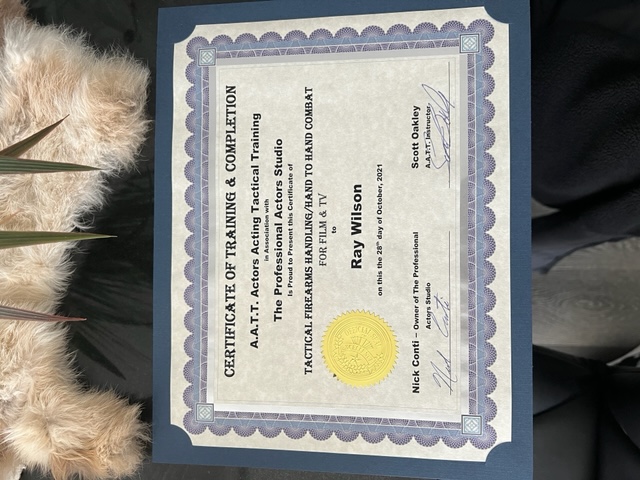 CERTIFICATE OF TRAINING & COMPLETION
A.A.T.T. Actors Acting Tactical Training
in Association with
The Professional Actors Studio
Is Proud to Present this Certificate of
TACTICAL FIREARMS HANDLING/HAND TO HAND COMBAT
FOR FILM & TV
to
Ray Wilson
on this the 28th day of October, 2021
Nick Conti – Owner of The Professional
Actors Studio
Nick Conti
Scott Oakley
A.A.T.T. Instructor